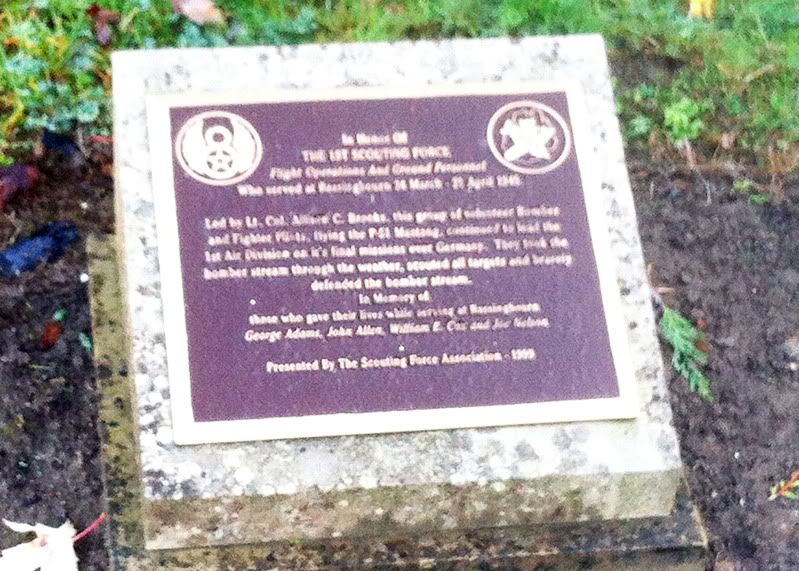 In Honor Of
THE 1ST SCOUTING FORCE
Flight Operations And Ground Personnel
Who served at Bassingbourn March - April 1945
Led by Lt. Col. C. Brooks, this group of volunteer Bomber
and Fighter Pilots, flying the P-51 Mustang, continued to lead the
1st Air Division on it's final missions over Germany. They took the
bomber stream through the weather, scouted all targets and bravely
defended the bomber stream.
In Memory of
those who gave their lives while serving at Bassingbourn
George Adams, John Allen, William E. Cox and Joe Nelson
Presented By The Scouting Force Association - 1999